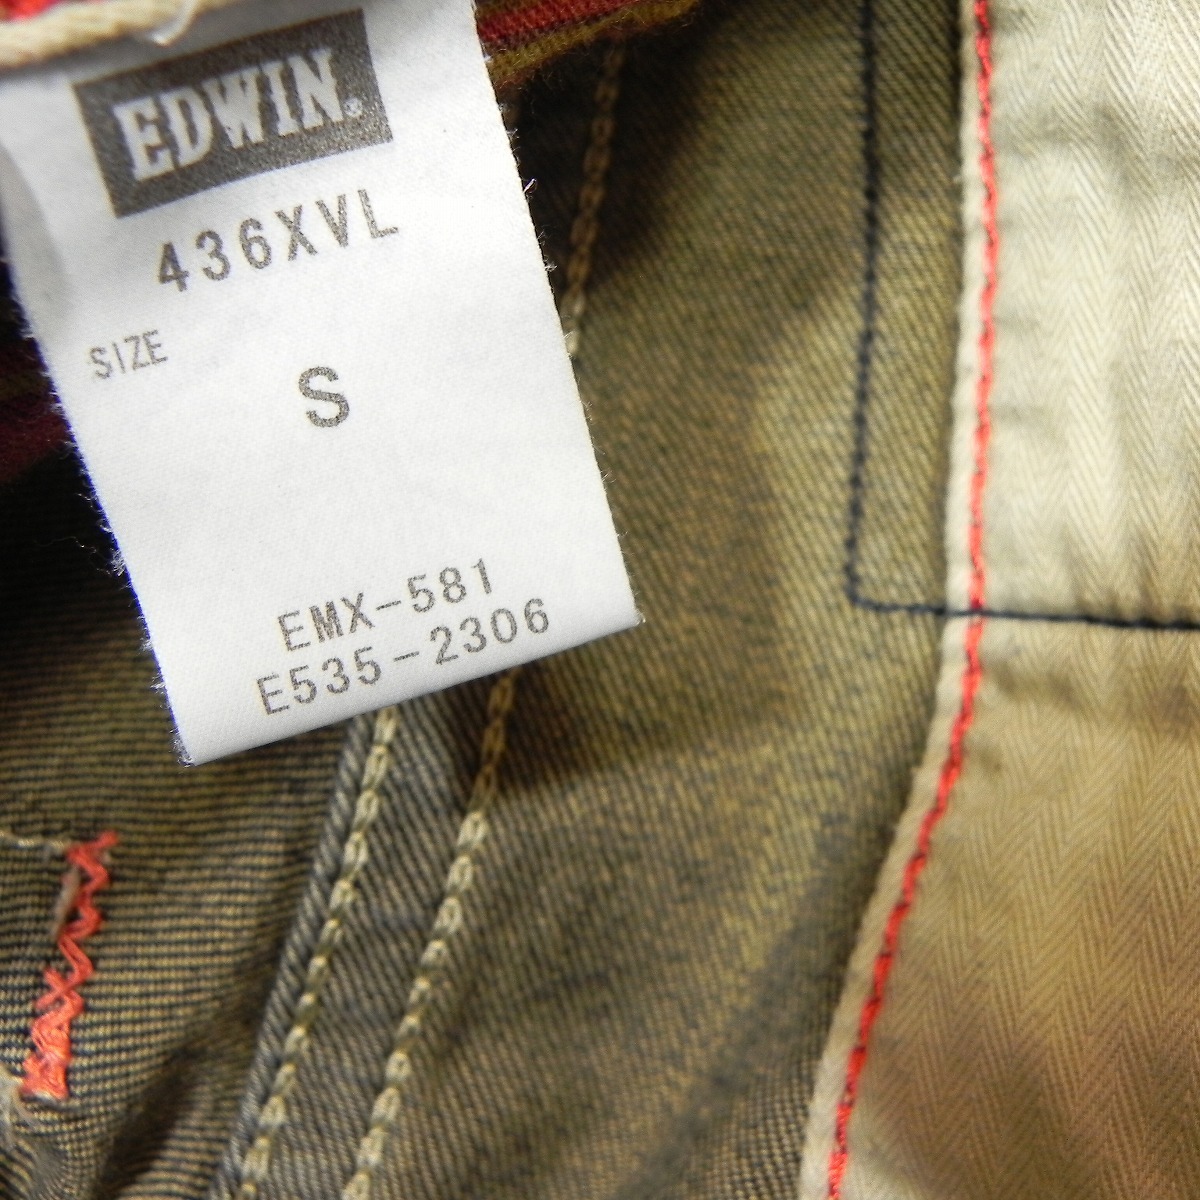 EDWIN®
436XVL
SIZE
S
EMX-581
E535-2306